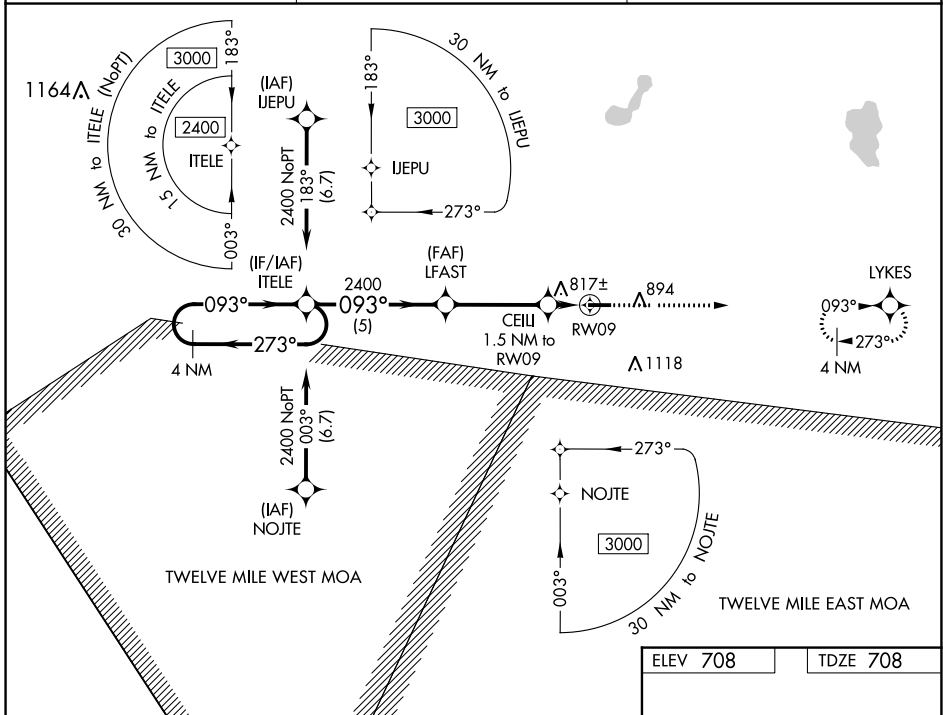 1164
30 NM to ITELE (NoPT)
15 NM to ITELE
3000
2400
183°
ITELE
003°
(IAF)
IJEPU
2400 NoPT
183°
(6.7)
183°
30 NM to IJEPU
3000
IJEPU
273°
(IF/IAF)
ITELE
093°
273°
4 NM
2400
093°
(5)
(FAF)
LFAST
CEILI
1.5 NM to
RW09
817±
RW09
894
1118
LYKES
093°
273°
4 NM
2400 NoPT
003°
(6.7)
(IAF)
NOJTE
273°
NOJTE
3000
003°
30 NM to NOJTE
TWELVE MILE WEST MOA
TWELVE MILE EAST MOA
ELEV 708
TDZE 708